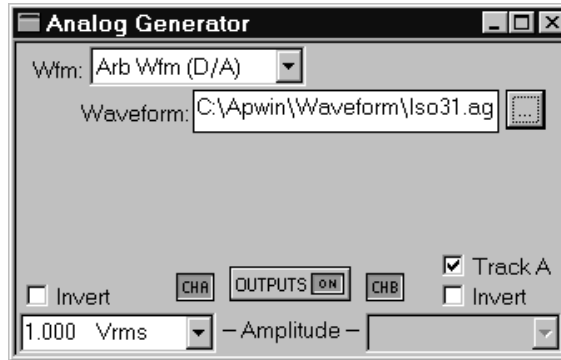 Analog Generator
Wfm: Arb Wfm (D/A)
Waveform: C:\Apwin\Waveform\Iso31.ag ...
Track A
Invert CHA OUTPUTS ON CHB Invert
1.000 Vrms – Amplitude –